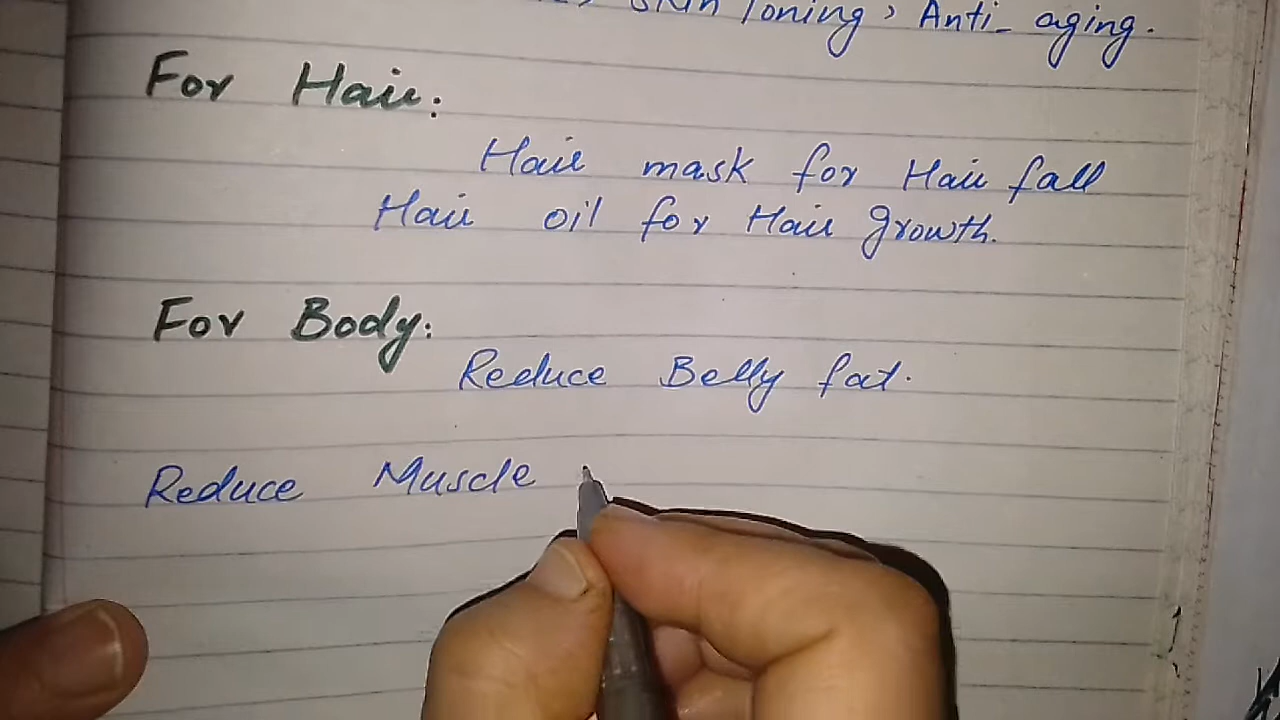 Skin Toning, Anti-aging.
For Hair:
Hair mask for Hair fall
Hair oil for Hair Growth.
For Body:
Reduce Belly fat.
Reduce Muscle